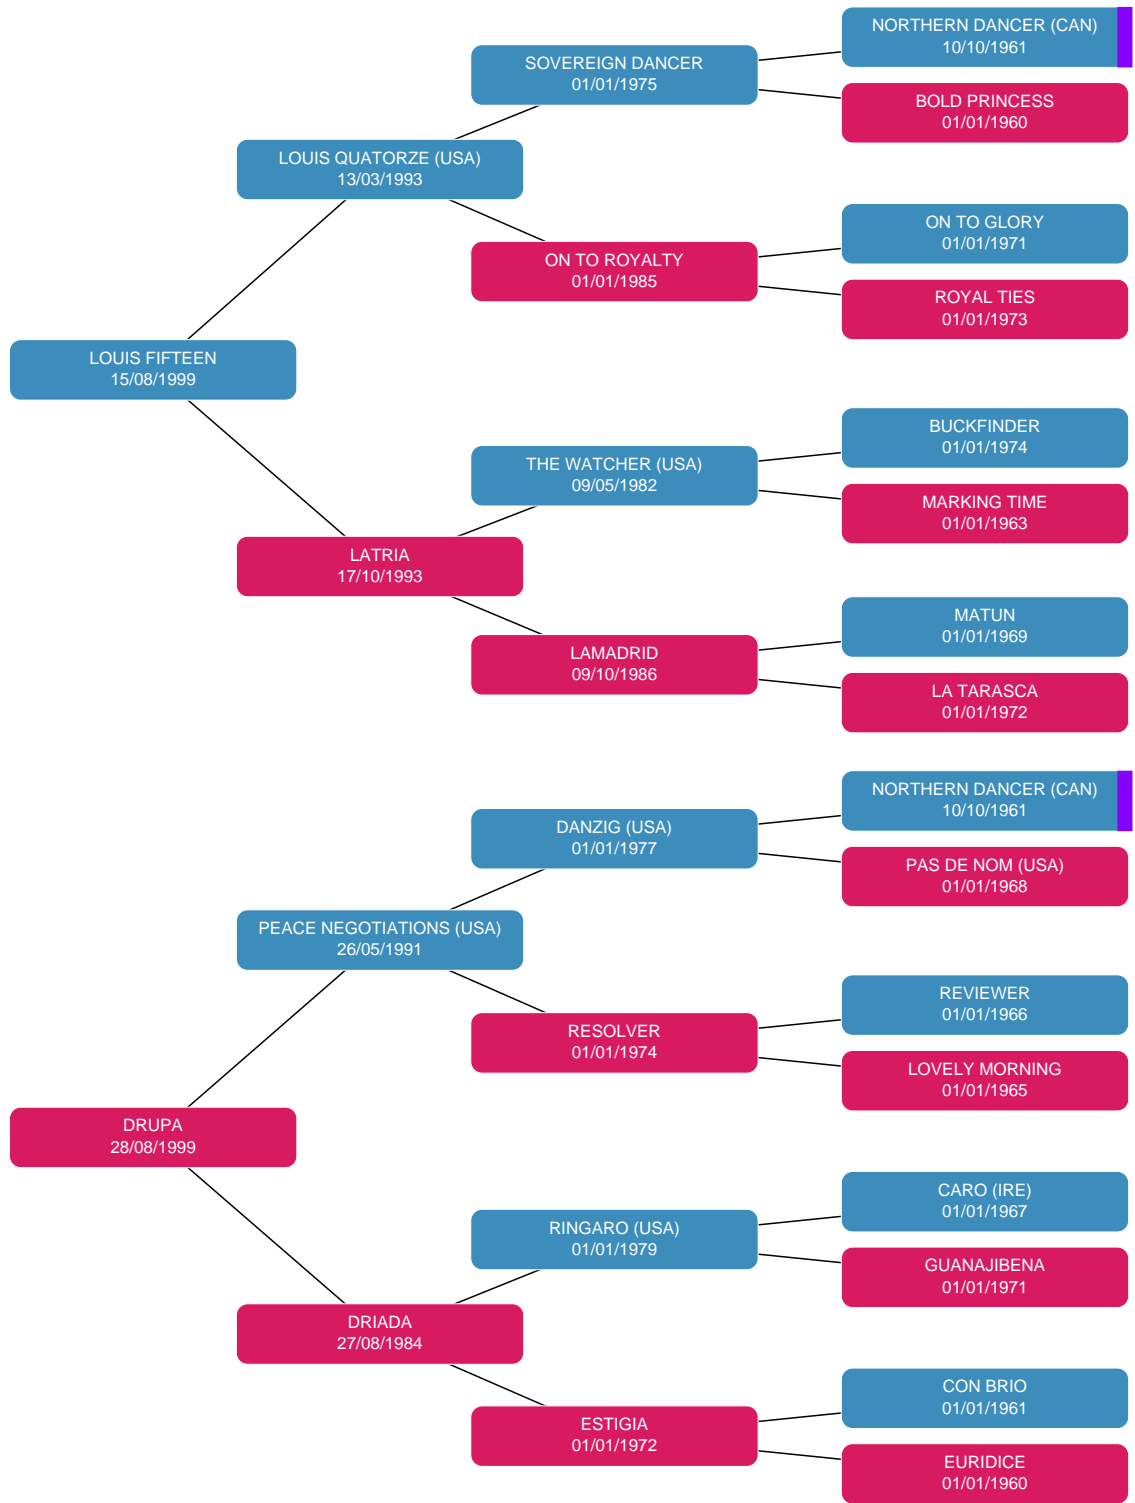 NORTHERN DANCER (CAN)
10/10/1961
SOVEREIGN DANCER
01/01/1975
BOLD PRINCESS
01/01/1960
LOUIS QUATORZE (USA)
13/03/1993
ON TO GLORY
01/01/1971
ON TO ROYALTY
01/01/1985
ROYAL TIES
01/01/1973
LOUIS FIFTEEN
15/08/1999
BUCKFINDER
01/01/1974
THE WATCHER (USA)
09/05/1982
MARKING TIME
01/01/1963
LATRIA
17/10/1993
MATUN
01/01/1969
LAMADRID
09/10/1986
LA TARASCA
01/01/1972
NORTHERN DANCER (CAN)
10/10/1961
DANZIG (USA)
01/01/1977
PAS DE NOM (USA)
01/01/1968
PEACE NEGOTIATIONS (USA)
26/05/1991
REVIEWER
01/01/1966
RESOLVER
01/01/1974
LOVELY MORNING
01/01/1965
DRUPA
28/08/1999
CARO (IRE)
01/01/1967
RINGARO (USA)
01/01/1979
GUANAJIBENA
01/01/1971
DRIADA
27/08/1984
CON BRIO
01/01/1961
ESTIGIA
01/01/1972
EURIDICE
01/01/1960